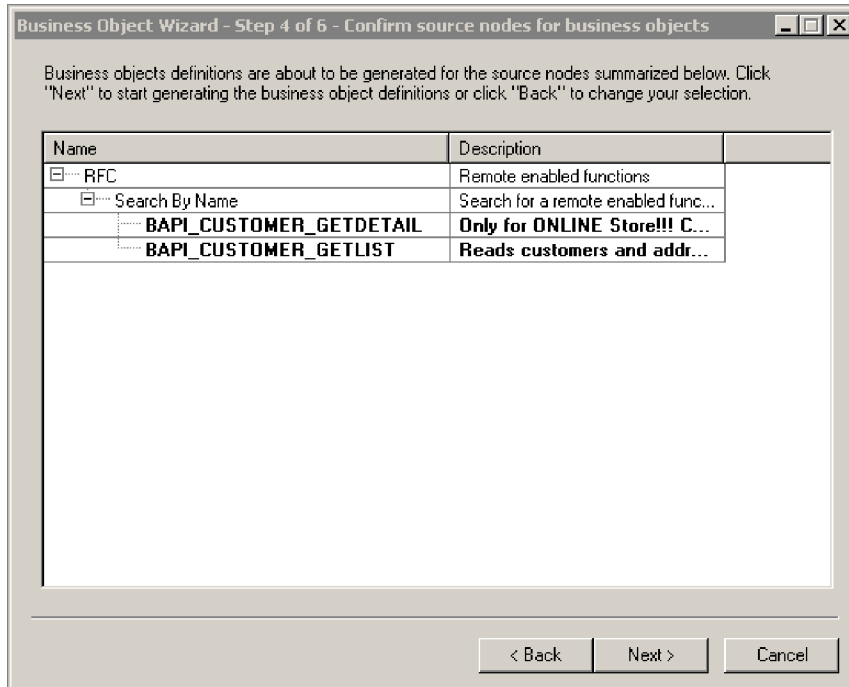 Business Object Wizard - Step 4 of 6 - Confirm source nodes for business objects
Business objects definitions are about to be generated for the source nodes summarized below. Click
"Next" to start generating the business object definitions or click "Back" to change your selection.
Name Description
RFC Remote enabled functions
Search By Name Search for a remote enabled func...
BAPI_CUSTOMER_GETDETAIL Only for ONLINE Store!!! C...
BAPI_CUSTOMER_GETLIST Reads customers and addr...
< Back Next > Cancel